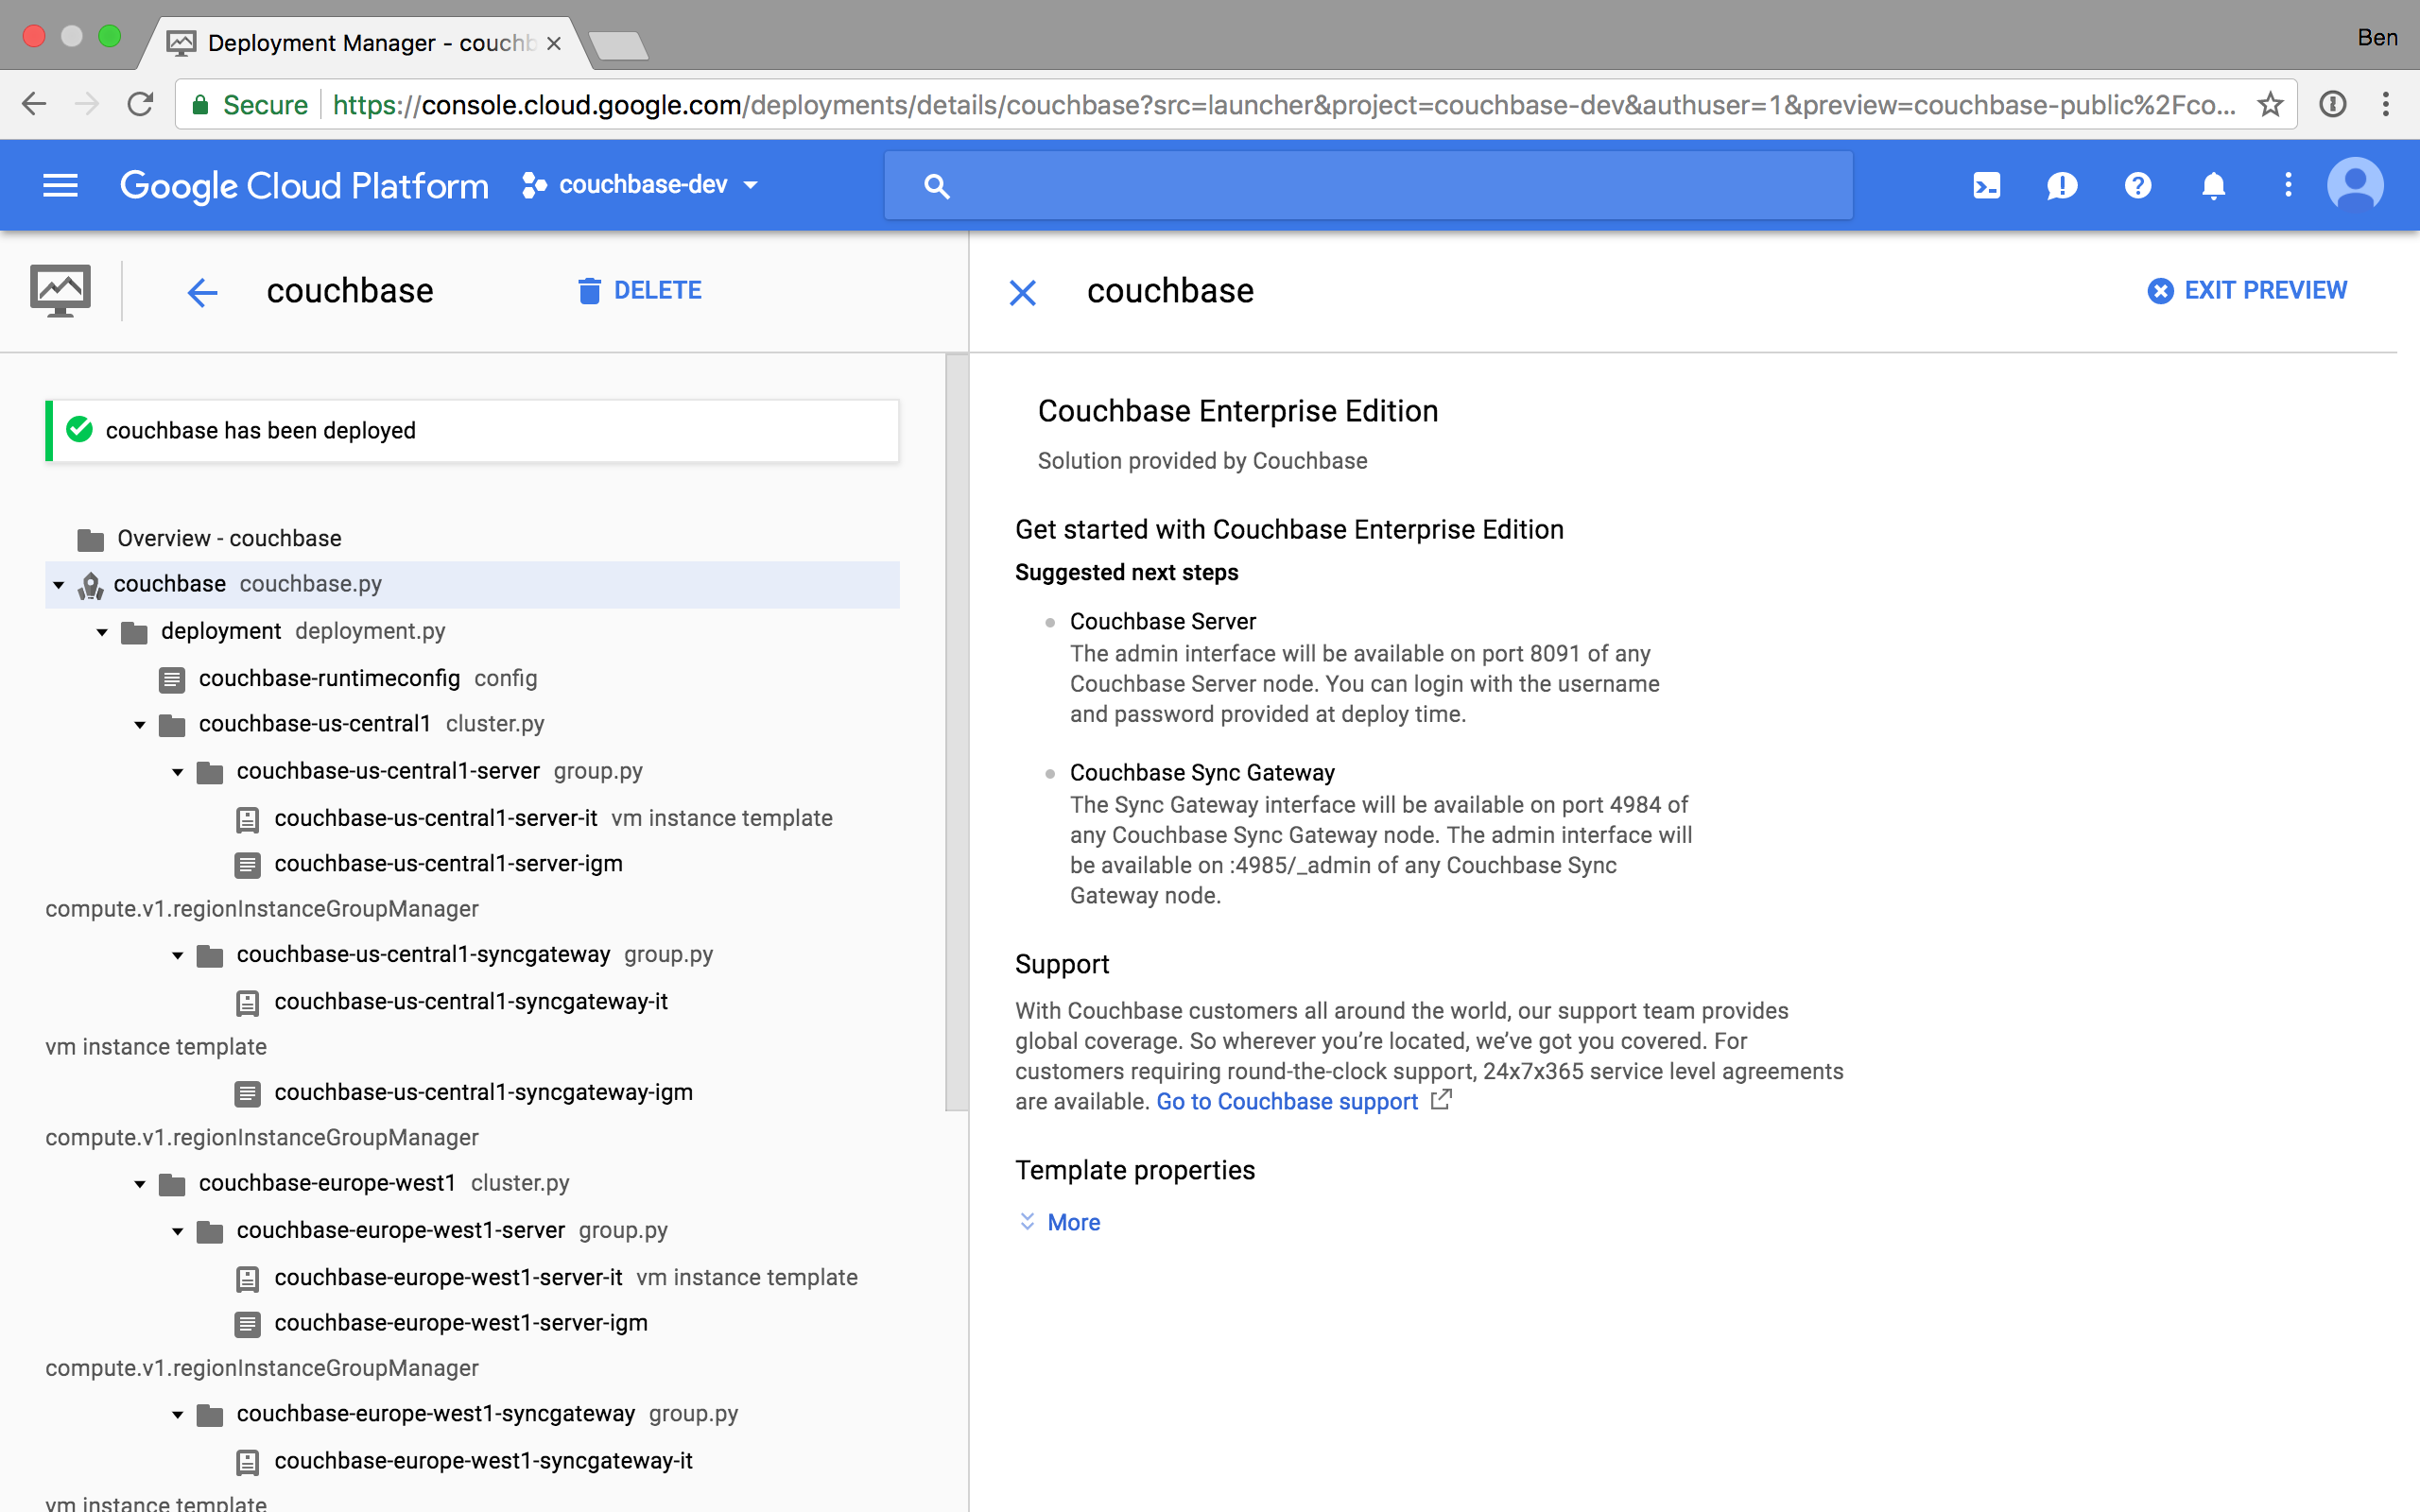 Deployment Manager - couchb
Ben
Secure https://console.cloud.google.com/deployments/details/couchbase?src=launcher&project=couchbase-dev&authuser=1&preview=couchbase-public%2Fco...
Google Cloud Platform couchbase-dev
couchbase DELETE
couchbase has been deployed
Overview - couchbase
couchbase couchbase.py
deployment deployment.py
couchbase-runtimeconfig config
couchbase-us-central1 cluster.py
couchbase-us-central1-server group.py
couchbase-us-central1-server-it vm instance template
couchbase-us-central1-server-igm
compute.v1.regionInstanceGroupManager
couchbase-us-central1-syncgateway group.py
couchbase-us-central1-syncgateway-it
vm instance template
couchbase-us-central1-syncgateway-igm
compute.v1.regionInstanceGroupManager
couchbase-europe-west1 cluster.py
couchbase-europe-west1-server group.py
couchbase-europe-west1-server-it vm instance template
couchbase-europe-west1-server-igm
compute.v1.regionInstanceGroupManager
couchbase-europe-west1-syncgateway group.py
couchbase-europe-west1-syncgateway-it
vm instance template
couchbase EXIT PREVIEW
Couchbase Enterprise Edition
Solution provided by Couchbase
Get started with Couchbase Enterprise Edition
Suggested next steps
Couchbase Server
The admin interface will be available on port 8091 of any
Couchbase Server node. You can login with the username
and password provided at deploy time.
Couchbase Sync Gateway
The Sync Gateway interface will be available on port 4984 of
any Couchbase Sync Gateway node. The admin interface will
be available on :4985/_admin of any Couchbase Sync
Gateway node.
Support
With Couchbase customers all around the world, our support team provides
global coverage. So wherever you’re located, we’ve got you covered. For
customers requiring round-the-clock support, 24x7x365 service level agreements
are available. Go to Couchbase support
Template properties
More